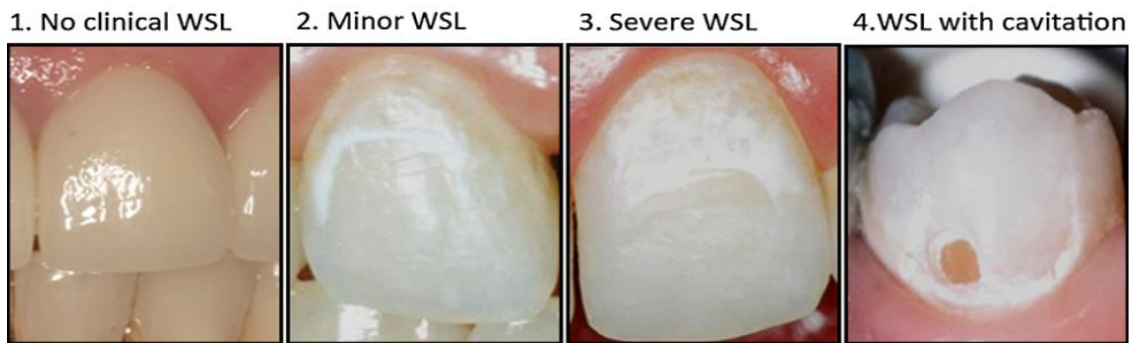 1. No clinical WSL
2. Minor WSL
3. Severe WSL
4.WSL with cavitation